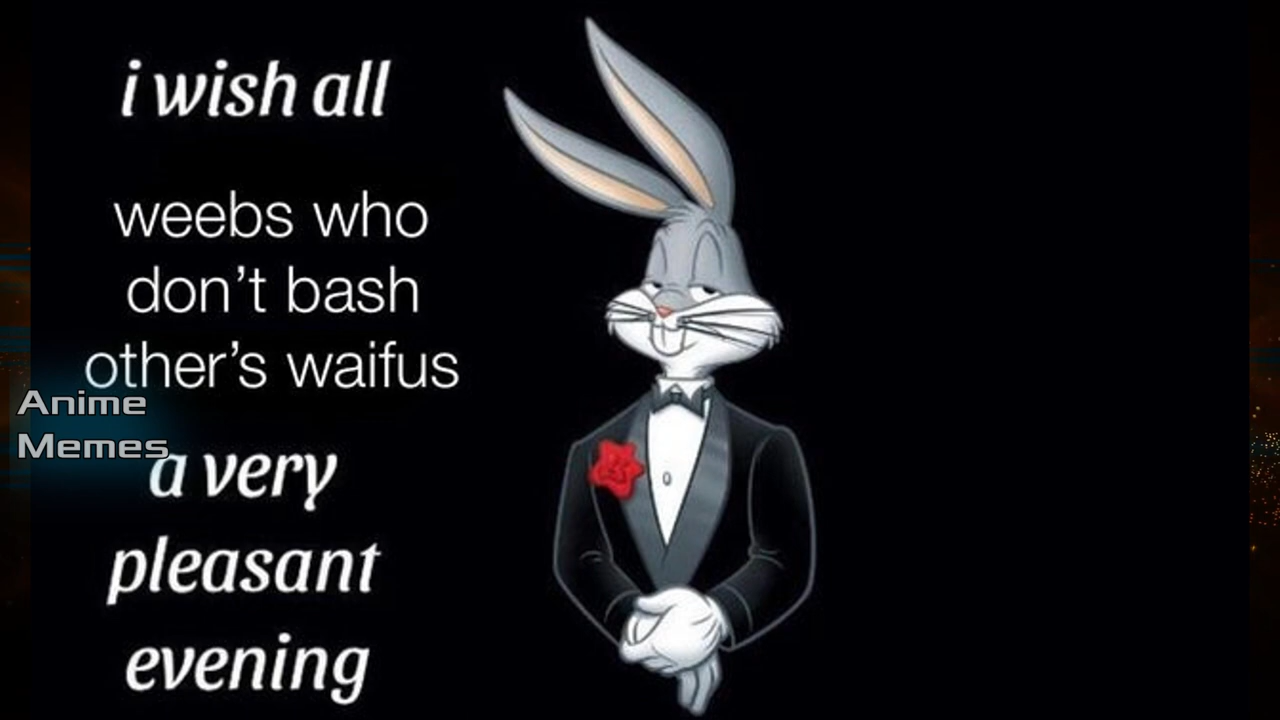 i wish all
weebs who
don't bash
other's waifus
Anime
Memes
a very
pleasant
evening